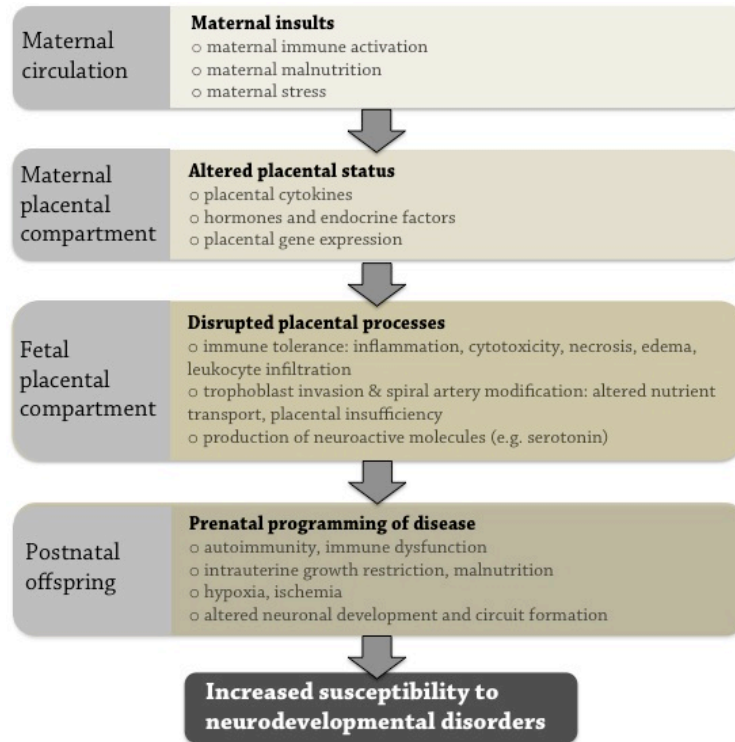 Maternal
circulation
Maternal insults
○ maternal immune activation
○ maternal malnutrition
○ maternal stress
Maternal
placental
compartment
Altered placental status
○ placental cytokines
○ hormones and endocrine factors
○ placental gene expression
Fetal
placental
compartment
Disrupted placental processes
○ immune tolerance: inflammation, cytotoxicity, necrosis, edema,
leukocyte infiltration
○ trophoblast invasion & spiral artery modification: altered nutrient
transport, placental insufficiency
○ production of neuroactive molecules (e.g. serotonin)
Postnatal
offspring
Prenatal programming of disease
○ autoimmunity, immune dysfunction
○ intrauterine growth restriction, malnutrition
○ hypoxia, ischemia
○ altered neuronal development and circuit formation
Increased susceptibility to
neurodevelopmental disorders